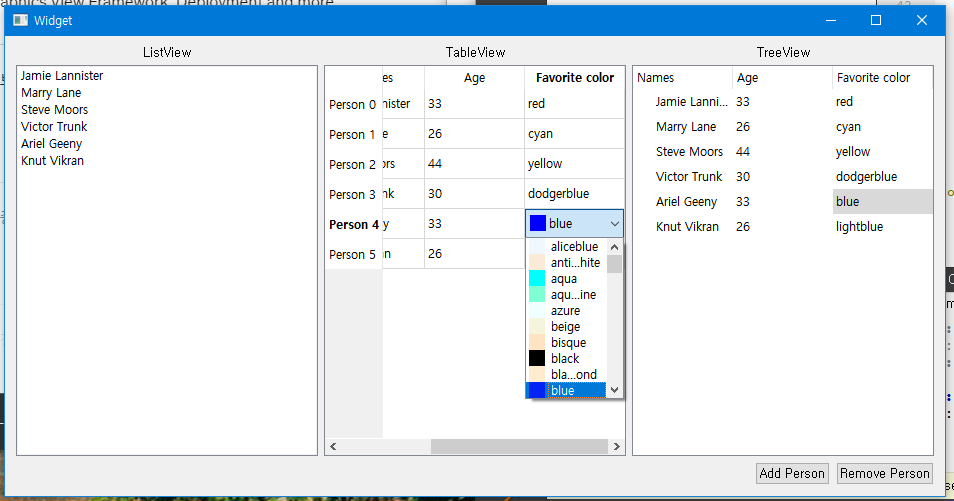 Widget
ListView
Jamie Lannister
Marry Lane
Steve Moors
Victor Trunk
Ariel Geeny
Knut Vikran
TableView
es Age Favorite color
Person 0 nister 33 red
Person 1 e 26 cyan
Person 2 ors 44 yellow
Person 3 nk 30 dodgerblue
Person 4 y 33 blue
Person 5 n 26
aliceblue
anti...hite
aqua
aqu...ine
azure
beige
bisque
black
bla...ond
blue
TreeView
Names Age Favorite color
Jamie Lanni... 33 red
Marry Lane 26 cyan
Steve Moors 44 yellow
Victor Trunk 30 dodgerblue
Ariel Geeny 33 blue
Knut Vikran 26 lightblue
Add Person Remove Person